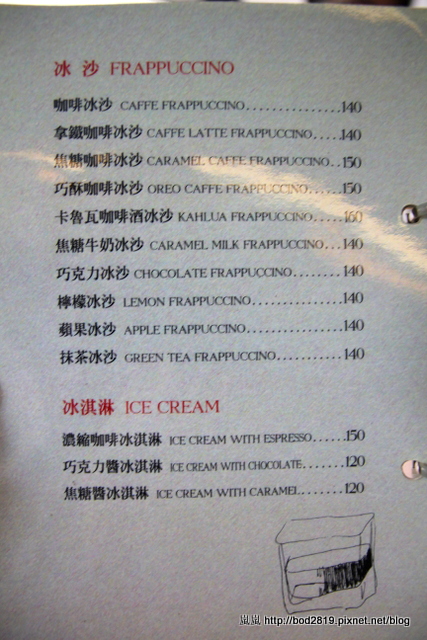 冰 沙 FRAPPUCCINO
咖啡冰沙 CAFFE FRAPPUCCINO......................140
拿鐵咖啡冰沙 CAFFE LATTE FRAPPUCCINO.....140
焦糖咖啡冰沙 CARAMEL CAFFE FRAPPUCCINO..150
巧酥咖啡冰沙 OREO CAFFE FRAPPUCCINO......150
卡魯瓦咖啡酒冰沙 KAHLUA FRAPPUCCINO.....160
焦糖牛奶冰沙 CARAMEL MILK FRAPPUCCINO...140
巧克力冰沙 CHOCOLATE FRAPPUCCINO..........140
檸檬冰沙 LEMON FRAPPUCCINO..................140
蘋果冰沙 APPLE FRAPPUCCINO...................140
抹茶冰沙 GREEN TEA FRAPPUCCINO.............140
冰淇淋 ICE CREAM
濃縮咖啡冰淇淋 ICE CREAM WITH ESPRESSO......150
巧克力醬冰淇淋 ICE CREAM WITH CHOCOLATE.......120
焦糖醬冰淇淋 ICE CREAM WITH CARAMEL.........120
嵐嵐 http://bod2819.pixnet.net/blog